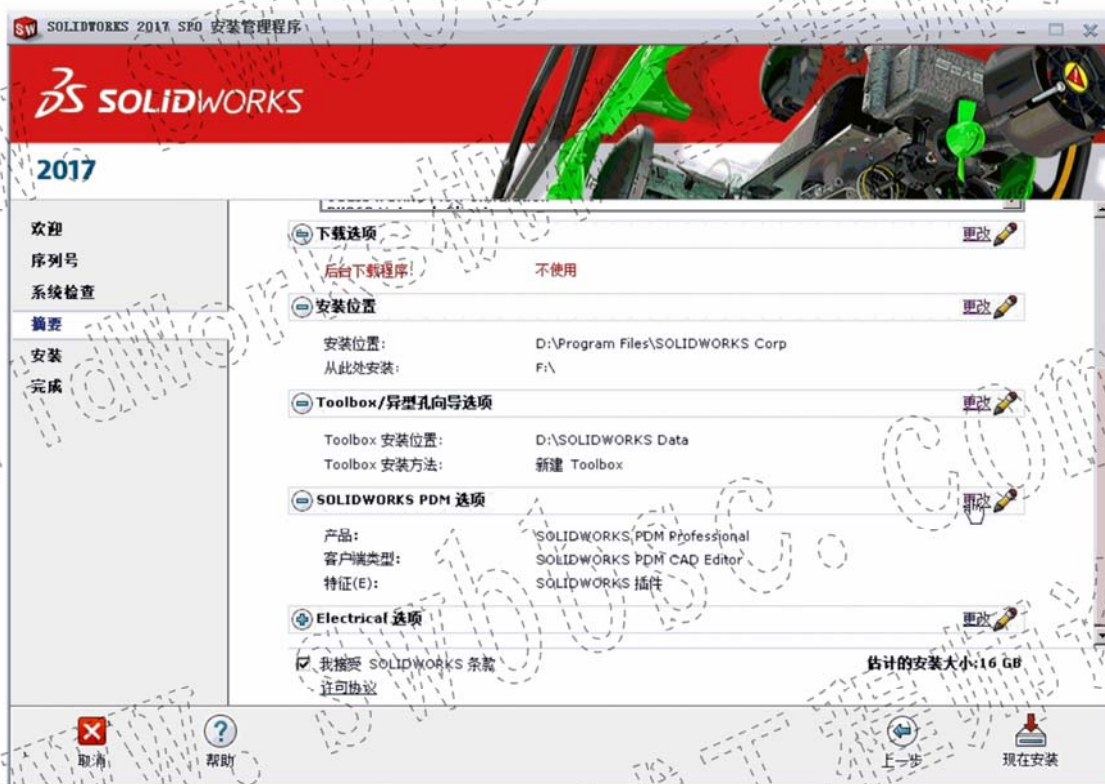 SOLIDWORKS 2017 SP0 安装管理程序
SOLIDWORKS
2017
欢迎
序列号
系统检查
摘要
安装
完成
下载选项 更改
后台下载程序: 不使用
安装位置 更改
安装位置: D:\Program Files\SOLIDWORKS Corp
从此处安装: F:\
Toolbox/异型孔向导选项 更改
Toolbox 安装位置: D:\SOLIDWORKS Data
Toolbox 安装方法: 新建 Toolbox
SOLIDWORKS PDM 选项 更改
产品: SOLIDWORKS PDM Professional
客户端类型: SOLIDWORKS PDM CAD Editor
特征(E): SOLIDWORKS 插件
Electrical 选项 更改
我接受 SOLIDWORKS 条款 估计的安装大小:16 GB
许可协议
取消 帮助 上一步 现在安装